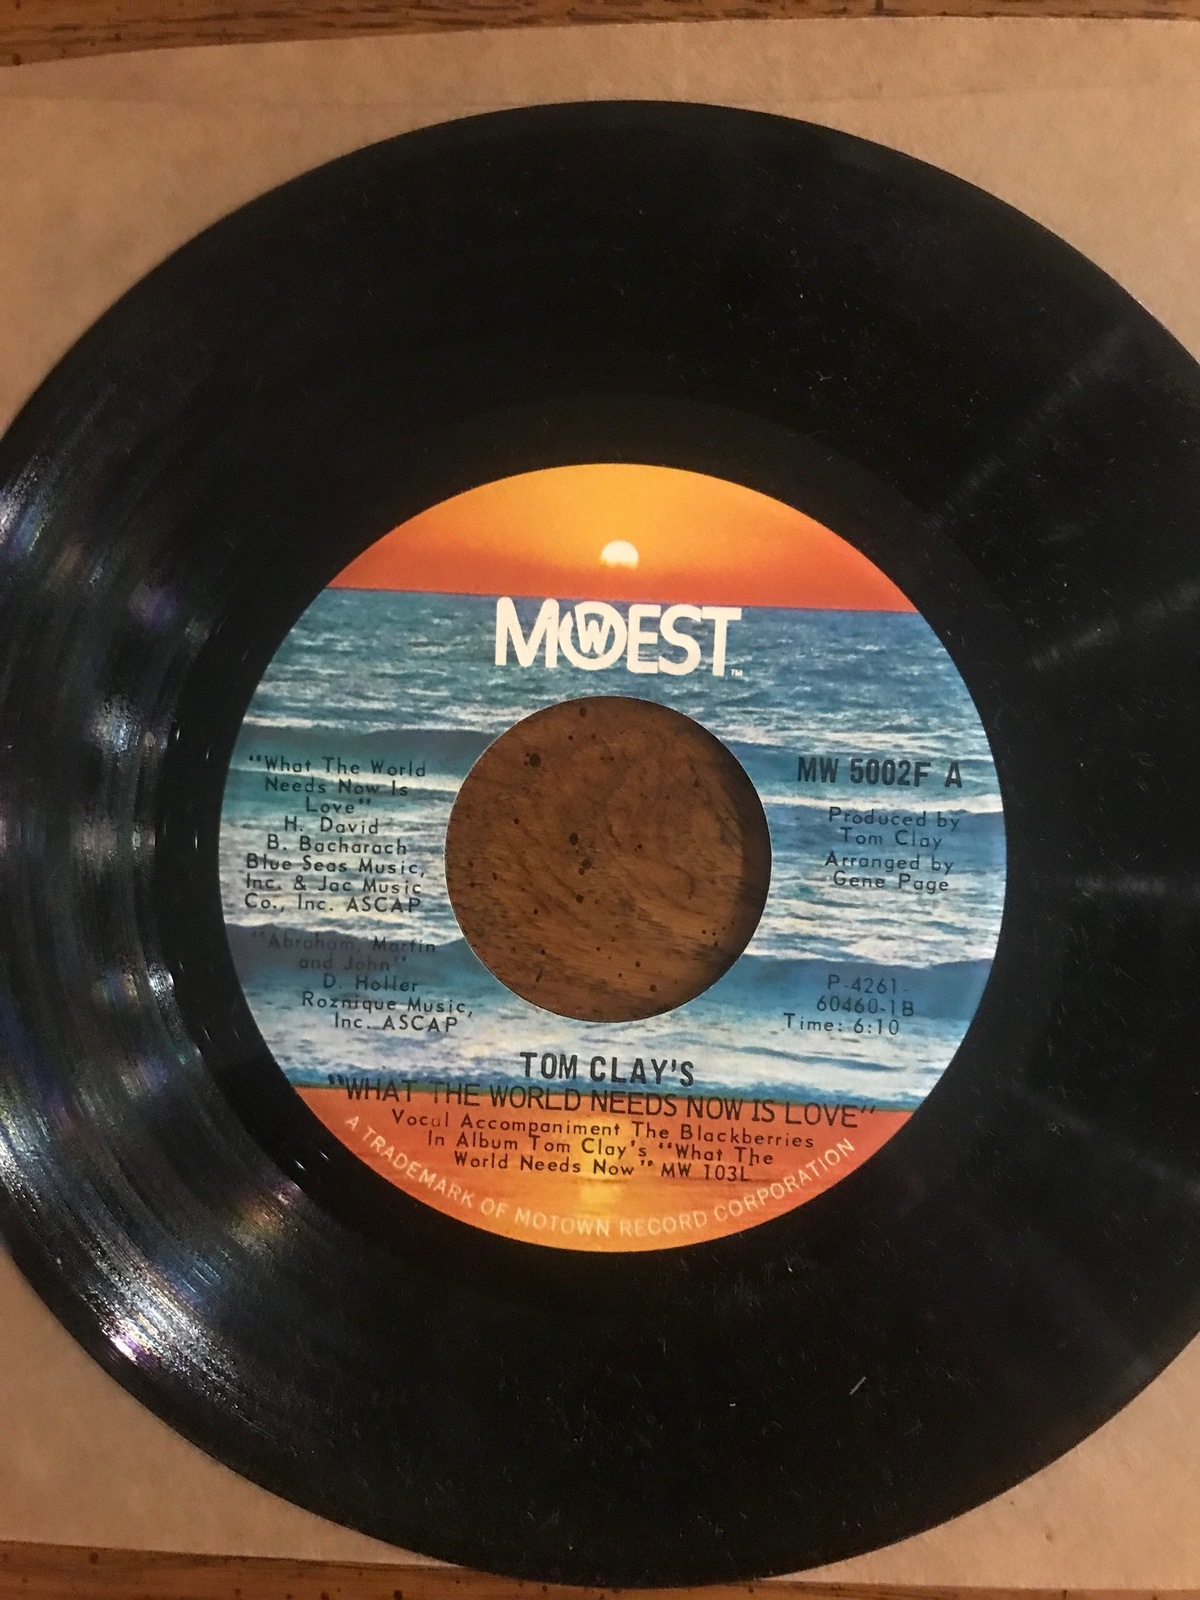 MOWEST™
"What The World
Needs Now Is
Love"
H. David
B. Bacharach
Blue Seas Music,
Inc. & Jac Music
Co., Inc. ASCAP
"Abraham, Martin
and John"
D. Holler
Roznique Music,
Inc. ASCAP
MW 5002F A
Produced by
Tom Clay
Arranged by
Gene Page
P-4261-
60460-1B
Time: 6:10
TOM CLAY'S
"WHAT THE WORLD NEEDS NOW IS LOVE"
Vocal Accompaniment The Blackberries
In Album Tom Clay's "What The
World Needs Now" MW 103L
A TRADEMARK OF MOTOWN RECORD CORPORATION